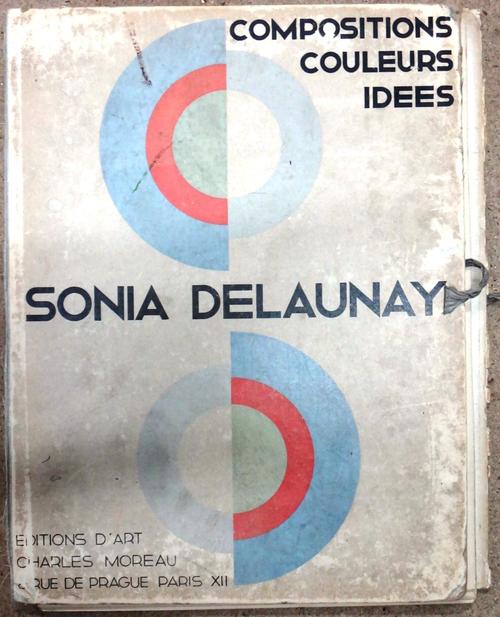 COMPOSITIONS
COULEURS
IDEES
SONIA DELAUNAY
EDITIONS D'ART
CHARLES MOREAU
RUE DE PRAGUE PARIS XII